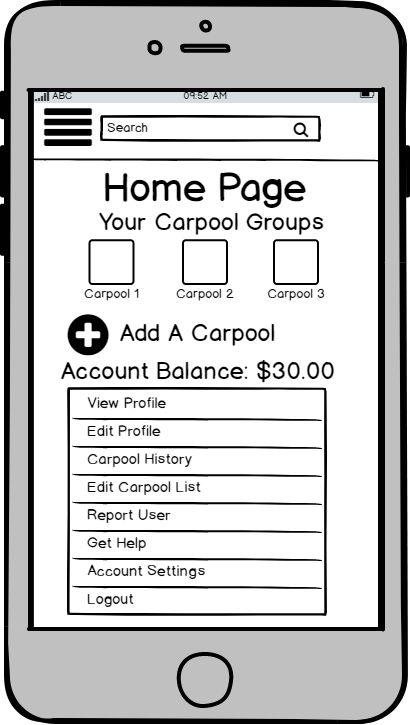 ABC 09:52 AM
Search
Home Page
Your Carpool Groups
Carpool 1 Carpool 2 Carpool 3
Add A Carpool
Account Balance: $30.00
View Profile
Edit Profile
Carpool History
Edit Carpool List
Report User
Get Help
Account Settings
Logout